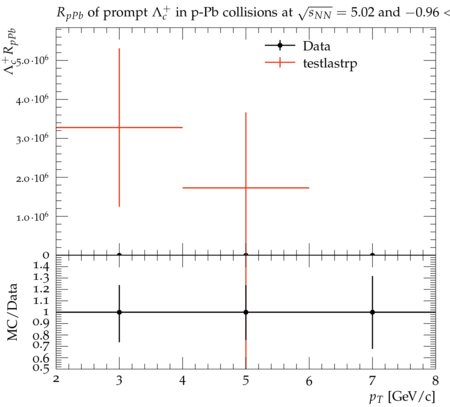 R_{pPb} of prompt Λ_c^+ in p-Pb collisions at √s_{NN} = 5.02 and −0.96 <
Λ_c^+ R_{pPb}
Data
testlastrp
5.0·10^6
4.0·10^6
3.0·10^6
2.0·10^6
1.0·10^6
0
MC/Data
1.4
1.3
1.2
1.1
1
0.9
0.8
0.7
0.6
0.5
2 3 4 5 6 7 8
p_T [GeV/c]